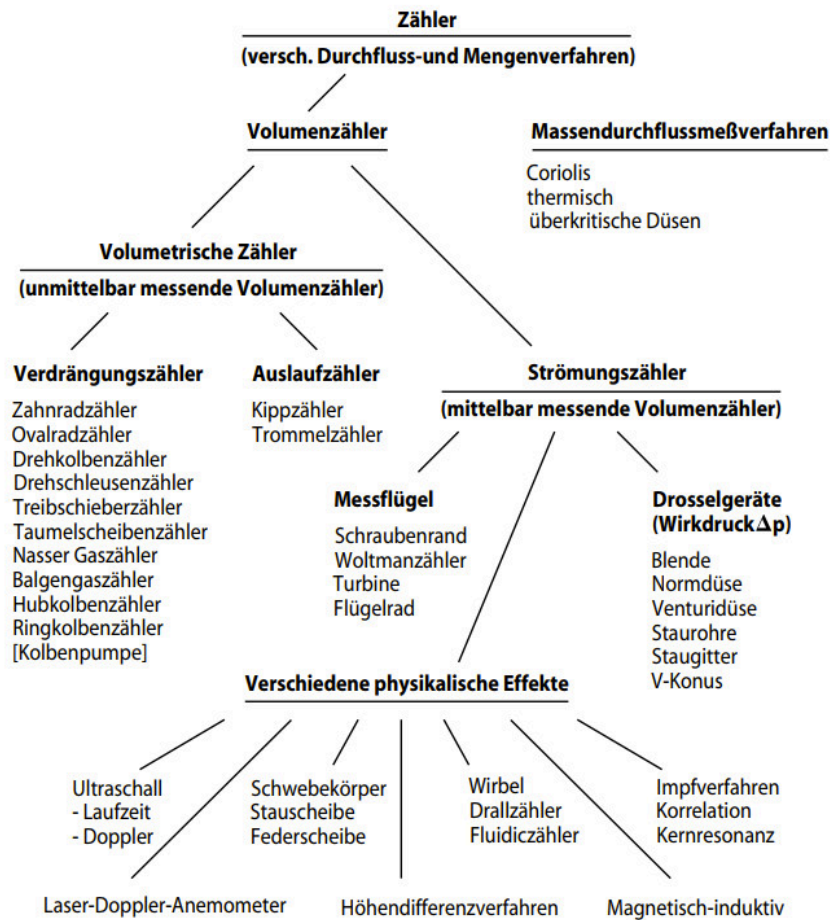 Zähler
(versch. Durchfluss-und Mengenverfahren)
Volumenzähler
Massendurchflussmeßverfahren
Coriolis
thermisch
überkritische Düsen
Volumetrische Zähler
(unmittelbar messende Volumenzähler)
Verdrängungszähler
Zahnradzähler
Ovalradzähler
Drehkolbenzähler
Drehschleusenzähler
Treibschieberzähler
Taumelscheibenzähler
Nasser Gaszähler
Balgengaszähler
Hubkolbenzähler
Ringkolbenzähler
[Kolbenpumpe]
Auslaufzähler
Kippzähler
Trommelzähler
Strömungszähler
(mittelbar messende Volumenzähler)
Messflügel
Schraubenrand
Woltmanzähler
Turbine
Flügelrad
Drosselgeräte
(Wirkdruck Δp)
Blende
Normdüse
Venturidüse
Staurohre
Staugitter
V-Konus
Verschiedene physikalische Effekte
Ultraschall
- Laufzeit
- Doppler
Schwebekörper
Stauscheibe
Federscheibe
Wirbel
Drallzähler
Fluidiczähler
Impfverfahren
Korrelation
Kernresonanz
Laser-Doppler-Anemometer
Höhendifferenzverfahren
Magnetisch-induktiv